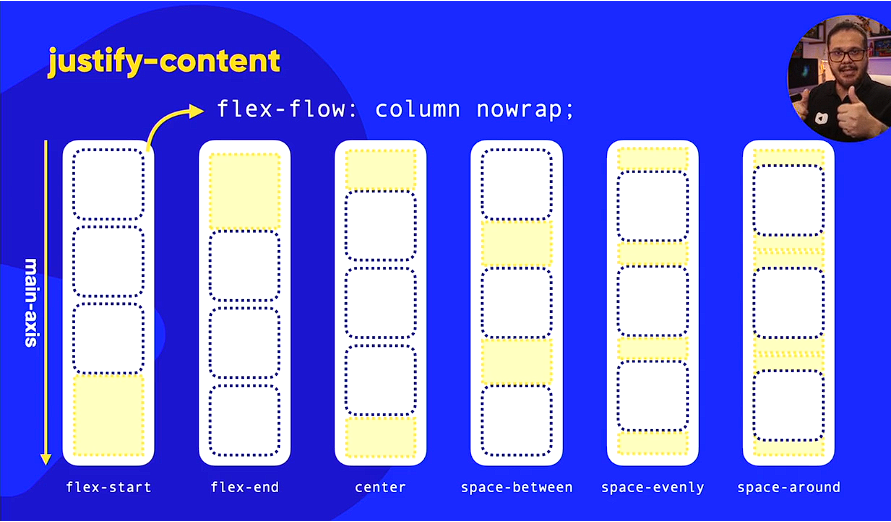 justify-content
flex-flow: column nowrap;
main-axis
flex-start
flex-end
center
space-between
space-evenly
space-around